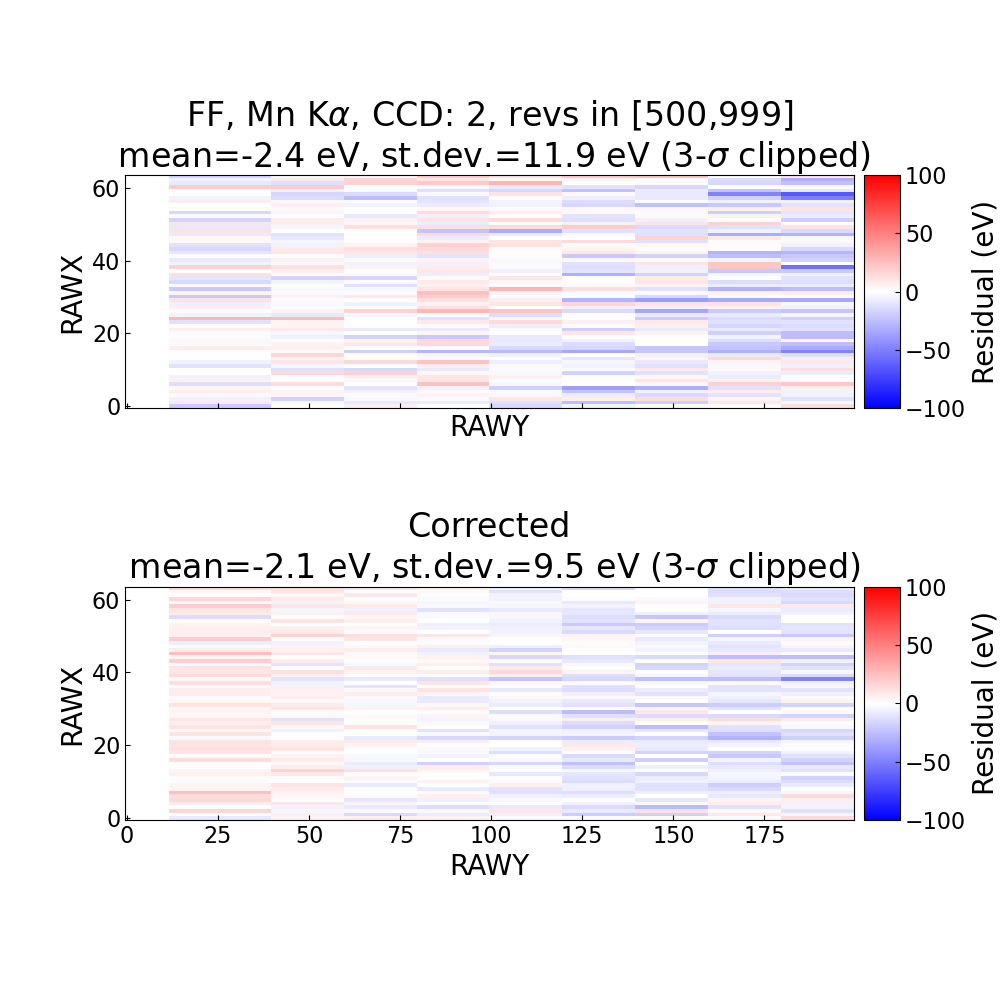 FF, Mn Kα, CCD: 2, revs in [500,999]
mean=-2.4 eV, st.dev.=11.9 eV (3-σ clipped)
60
40
20
0
RAWX
RAWY
100
50
0
−50
−100
Residual (eV)
Corrected
mean=-2.1 eV, st.dev.=9.5 eV (3-σ clipped)
60
40
20
0
RAWX
0 25 50 75 100 125 150 175
RAWY
100
50
0
−50
−100
Residual (eV)